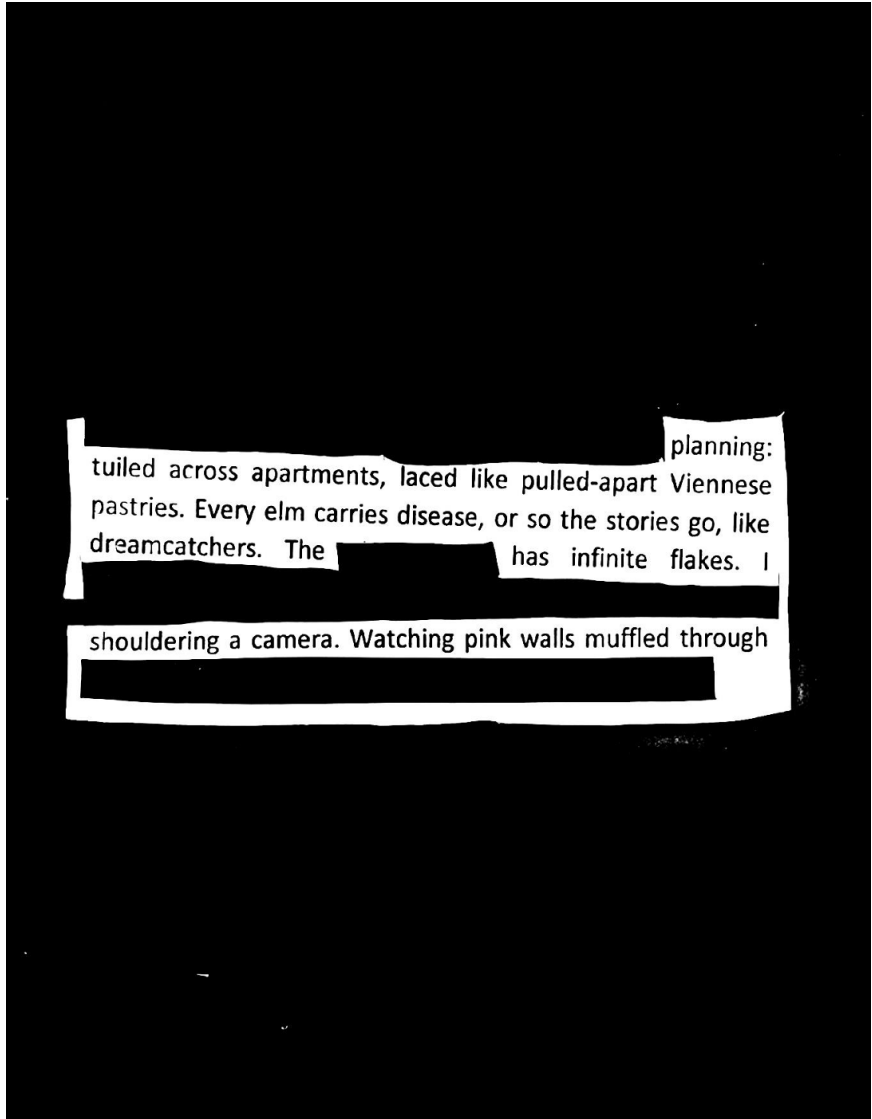 planning:
tuiled across apartments, laced like pulled-apart Viennese
pastries. Every elm carries disease, or so the stories go, like
dreamcatchers. The has infinite flakes. I
shouldering a camera. Watching pink walls muffled through